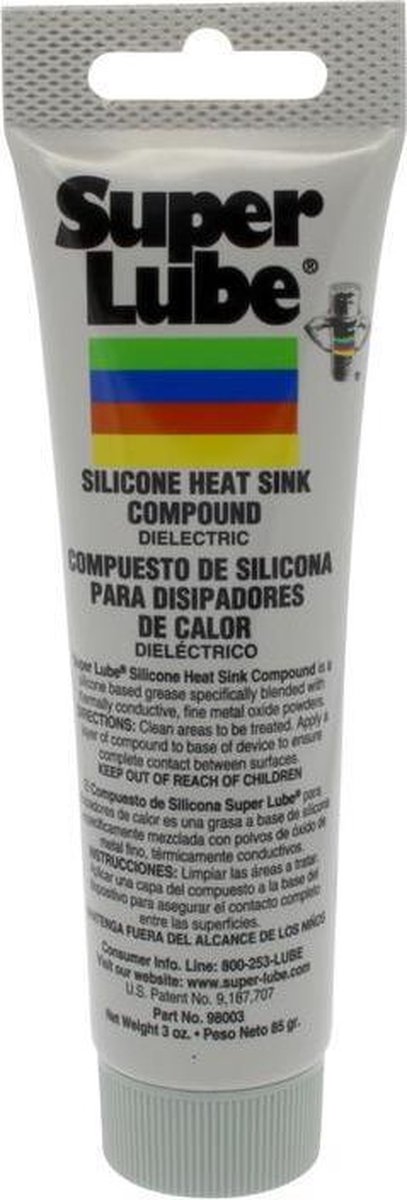 Super
Lube®
®
SILICONE HEAT SINK
COMPOUND
DIELECTRIC
COMPUESTO DE SILICONA
PARA DISIPADORES
DE CALOR
DIELÉCTRICO
Super Lube® Silicone Heat Sink Compound is a
silicone based grease specifically blended with
thermally conductive, fine metal oxide powders.
DIRECTIONS: Clean areas to be treated. Apply a
layer of compound to base of device to ensure
complete contact between surfaces.
KEEP OUT OF REACH OF CHILDREN
El Compuesto de Silicona Super Lube® para
disipadores de calor es una grasa a base de silicona
específicamente mezclada con polvos de óxido de
metal fino, térmicamente conductivos.
INSTRUCCIONES: Limpiar las áreas a tratar.
Aplicar una capa del compuesto a la base del
dispositivo para asegurar el contacto completo
entre las superficies.
MANTENGA FUERA DEL ALCANCE DE LOS NIÑOS
Consumer Info. Line: 800-253-LUBE
Visit our website: www.super-lube.com
U.S. Patent No. 9,187,707
Part No. 98003
Net Weight 3 oz. • Peso Neto 85 gr.